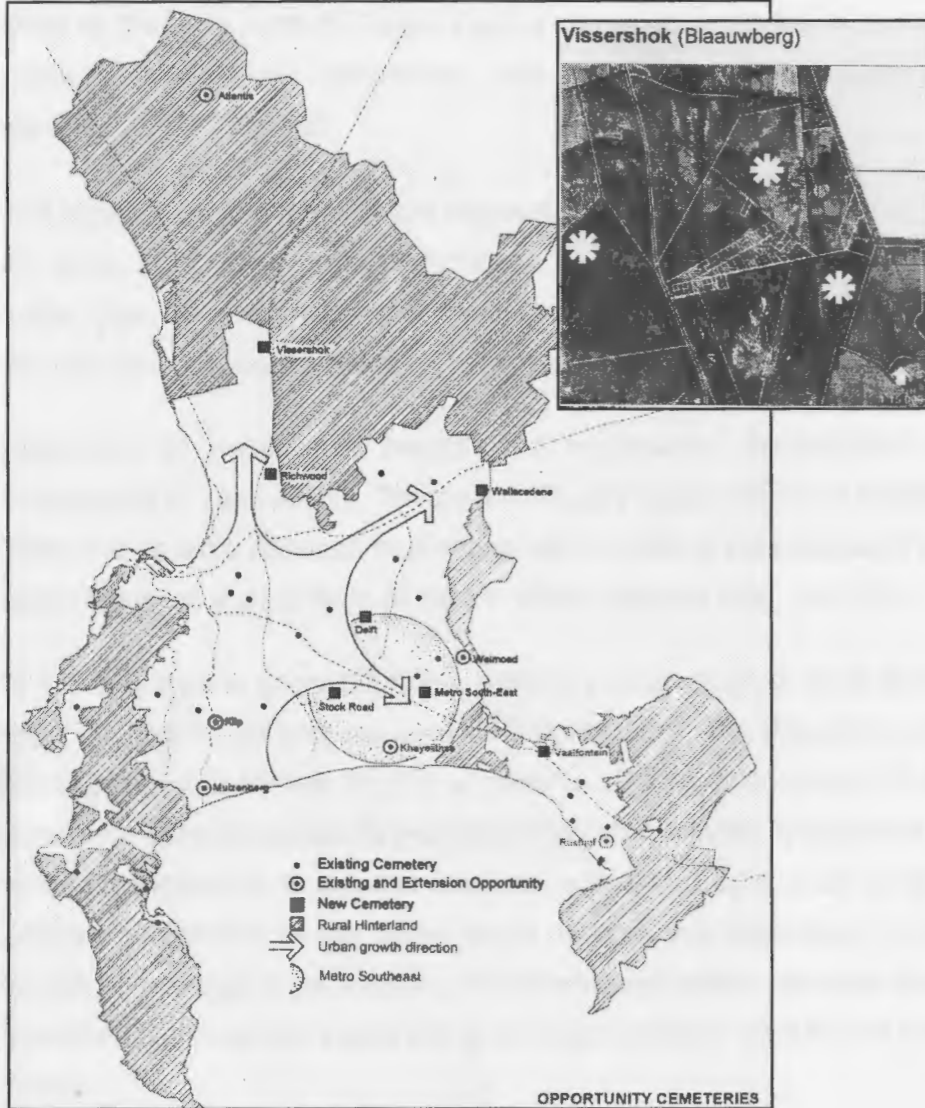 Vissershok (Blaauwberg)
Atlantis
Vissershok
Richwood
Wallacedene
Delft
Welmoed
Stock Road
Metro South-East
Klip
Khayelitsha
Vaalfontein
Muizenberg
Rusthof
Existing Cemetery
Existing and Extension Opportunity
New Cemetery
Rural Hinterland
Urban growth direction
Metro Southeast
OPPORTUNITY CEMETERIES